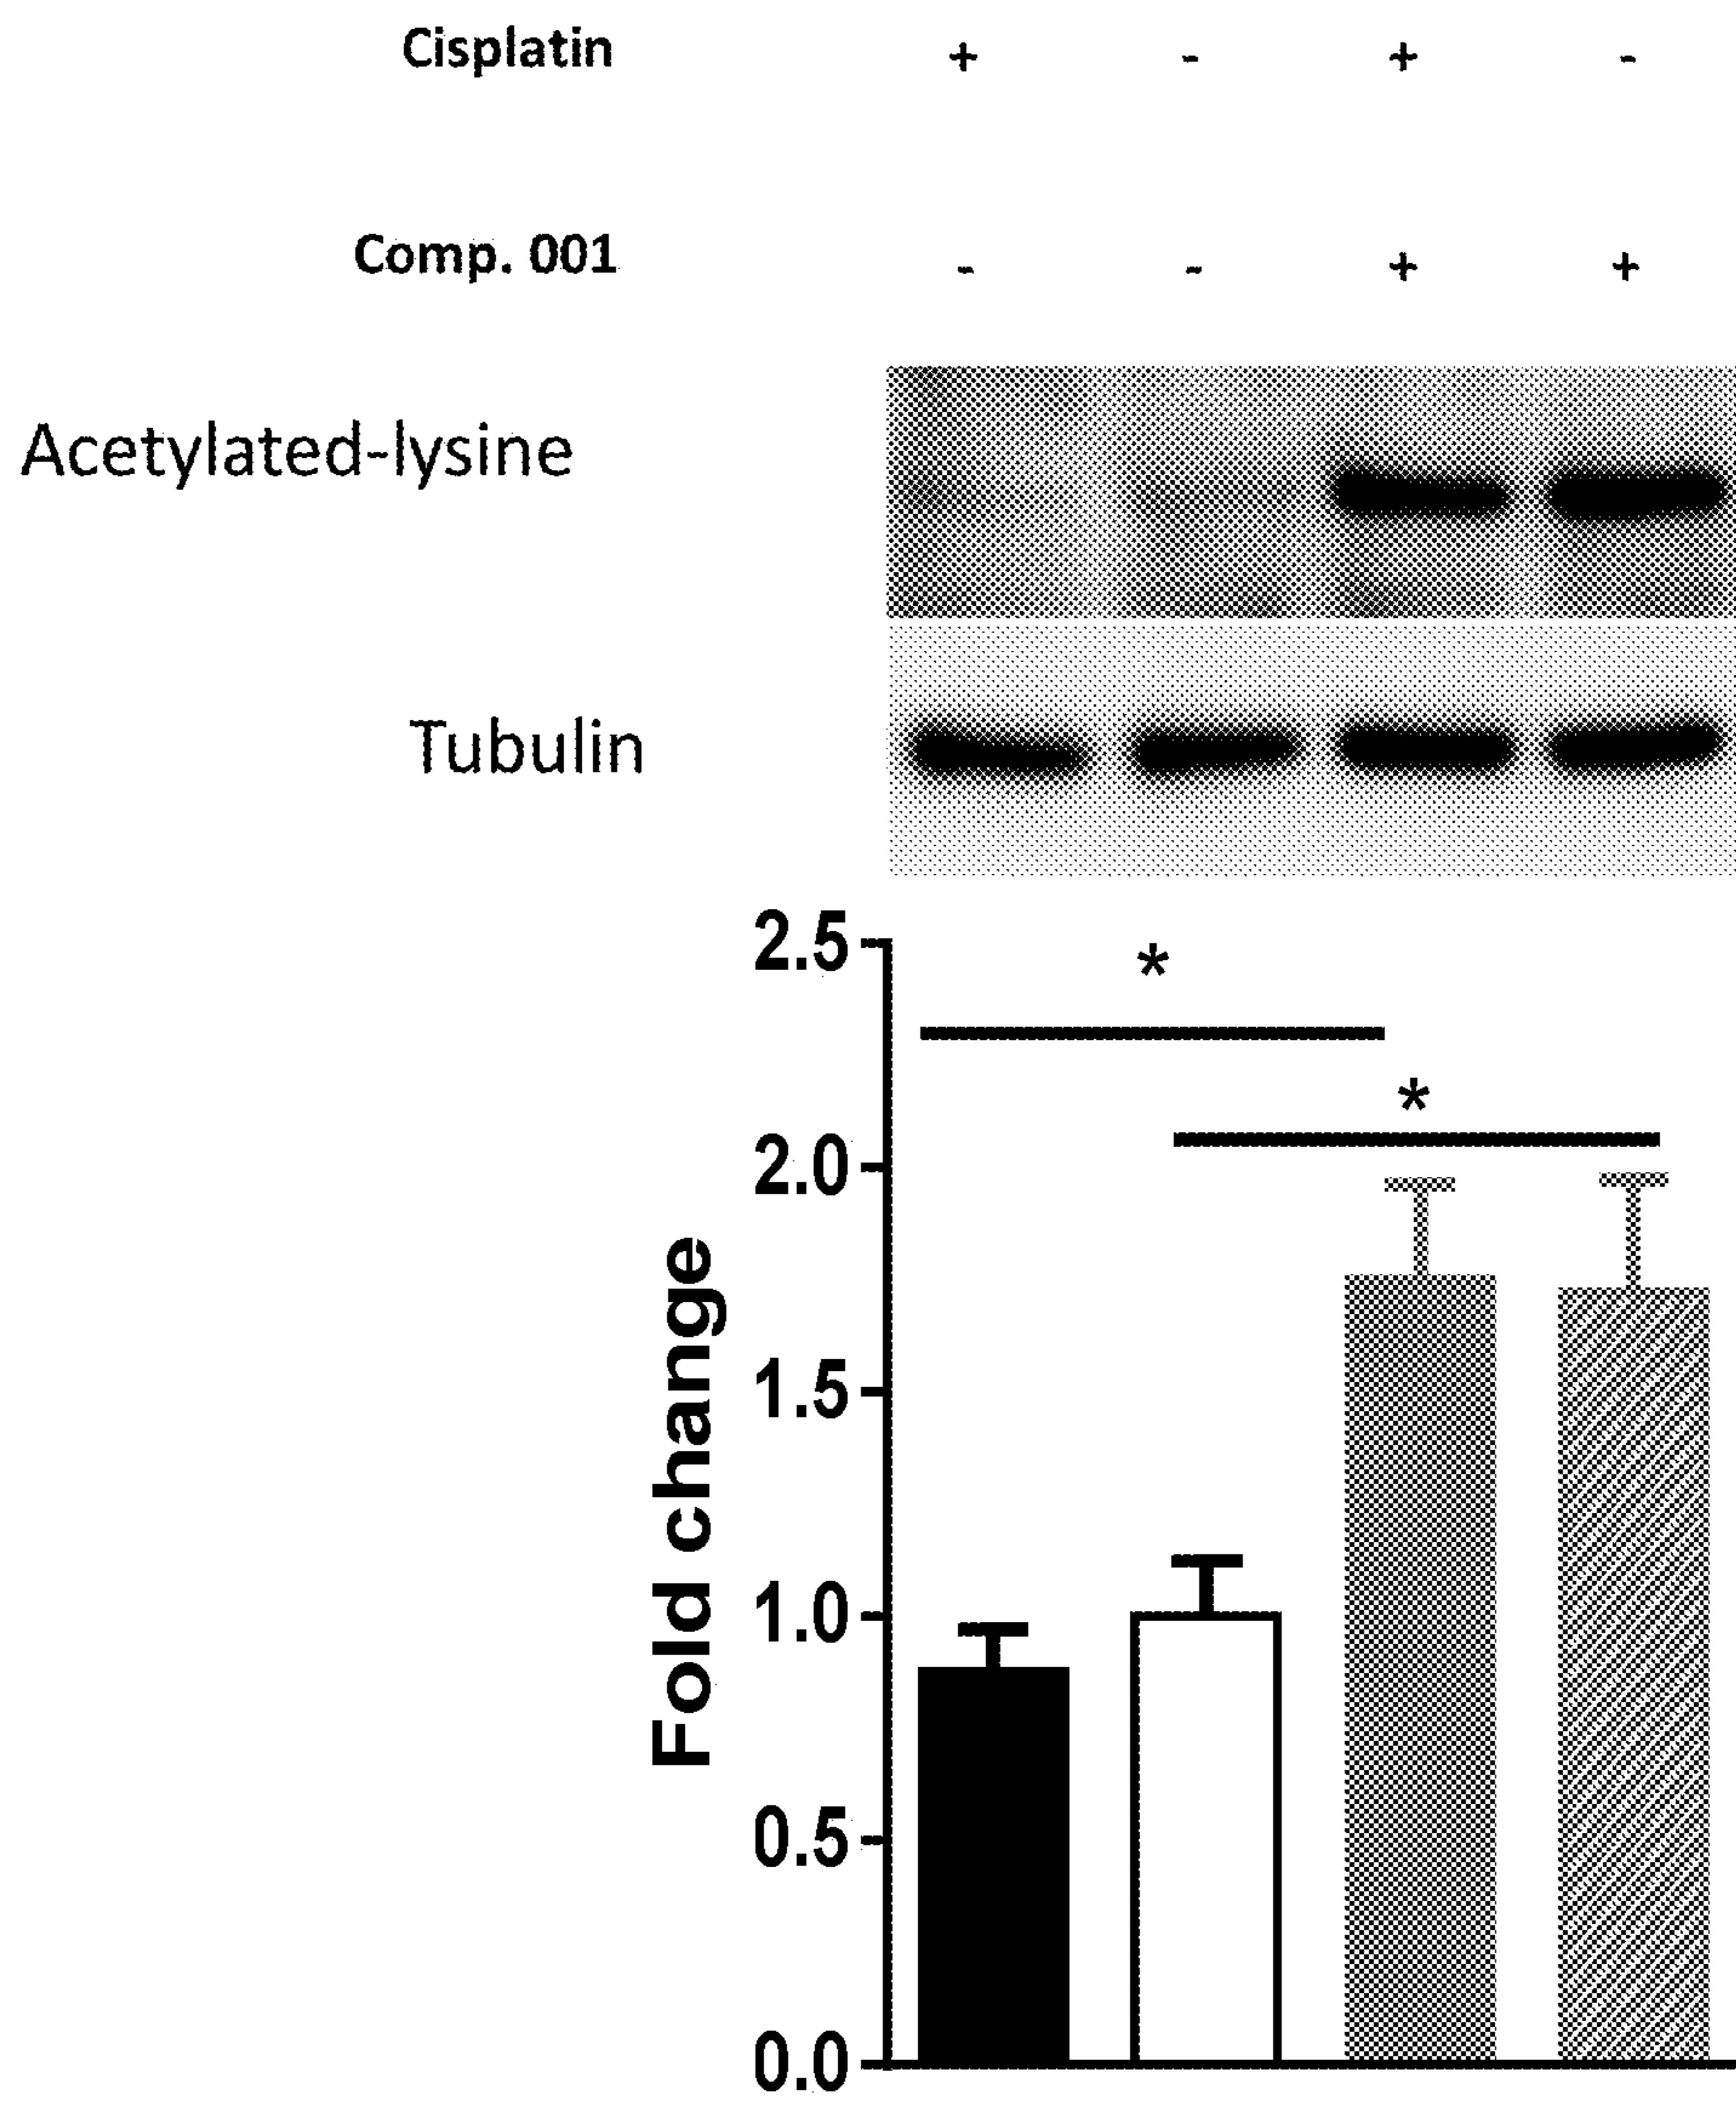 Cisplatin + - + -
Comp. 001 - - + +
Acetylated-lysine
Tubulin
2.5
*
*
2.0
Fold change
1.5
1.0
0.5
0.0